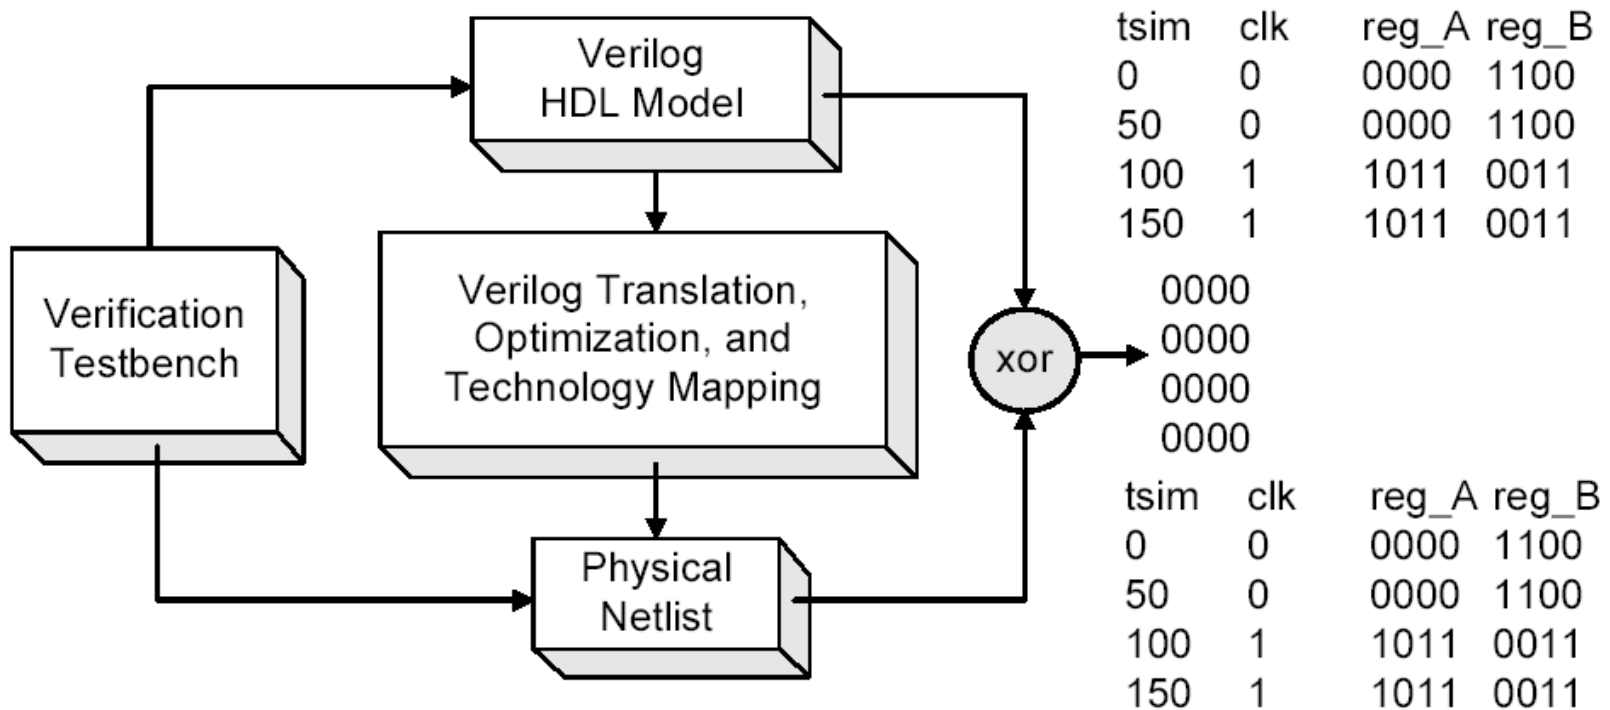 Verilog
HDL Model
Verification
Testbench
Verilog Translation,
Optimization, and
Technology Mapping
Physical
Netlist
xor
tsim clk reg_A reg_B
0 0 0000 1100
50 0 0000 1100
100 1 1011 0011
150 1 1011 0011
0000
0000
0000
0000
tsim clk reg_A reg_B
0 0 0000 1100
50 0 0000 1100
100 1 1011 0011
150 1 1011 0011